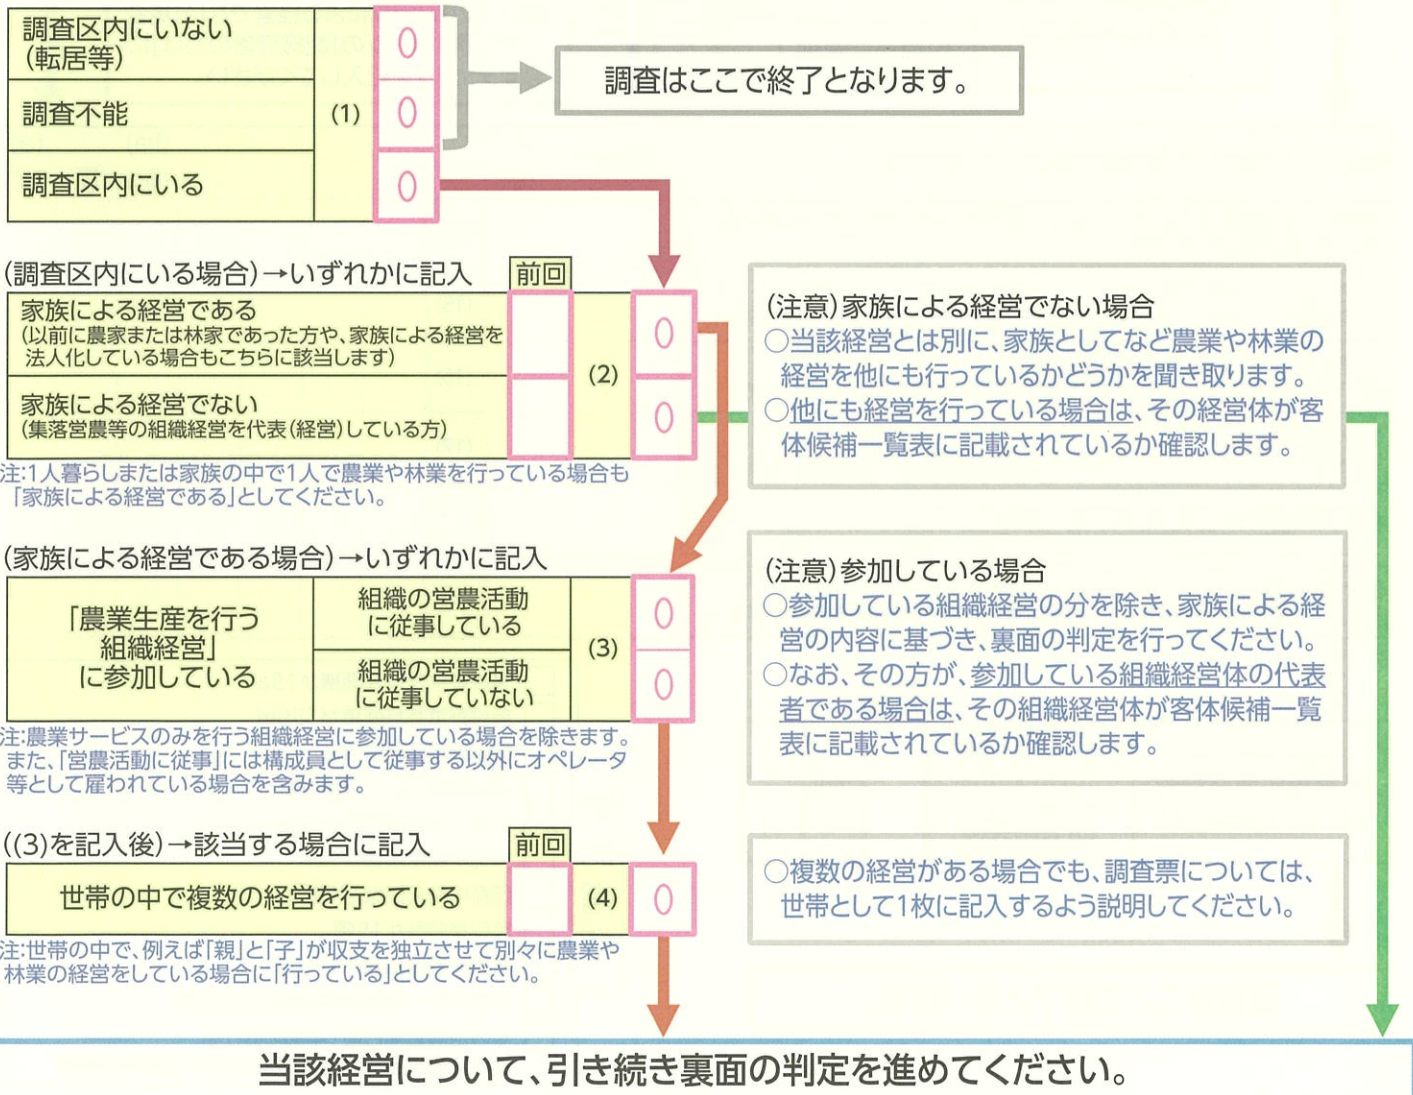 調査区内にいない
(転居等)
調査不能
(1)
調査区内にいる
0
0
0
調査はここで終了となります。
(調査区内にいる場合)→いずれかに記入
前回
家族による経営である
(以前に農家または林家であった方や、家族による経営を
法人化している場合もこちらに該当します)
家族による経営でない
(集落営農等の組織経営を代表(経営)している方)
(2)
0
0
注:1人暮らしまたは家族の中で1人で農業や林業を行っている場合も
「家族による経営である」としてください。
(注意)家族による経営でない場合
○当該経営とは別に、家族としてなど農業や林業の
経営を他にも行っているかどうかを聞き取ります。
○他にも経営を行っている場合は、その経営体が客
体候補一覧表に記載されているか確認します。
(家族による経営である場合)→いずれかに記入
「農業生産を行う
組織経営」
に参加している
組織の営農活動
に従事している
組織の営農活動
に従事していない
(3)
0
0
注:農業サービスのみを行う組織経営に参加している場合を除きます。
また、「営農活動に従事」には構成員として従事する以外にオペレータ
等として雇われている場合を含みます。
(注意)参加している場合
○参加している組織経営の分を除き、家族による経
営の内容に基づき、裏面の判定を行ってください。
○なお、その方が、参加している組織経営体の代表
者である場合は、その組織経営体が客体候補一覧
表に記載されているか確認します。
((3)を記入後)→該当する場合に記入
前回
世帯の中で複数の経営を行っている
(4)
0
注:世帯の中で、例えば「親」と「子」が収支を独立させて別々に農業や
林業の経営をしている場合に「行っている」としてください。
○複数の経営がある場合でも、調査票については、
世帯として1枚に記入するよう説明してください。
当該経営について、引き続き裏面の判定を進めてください。